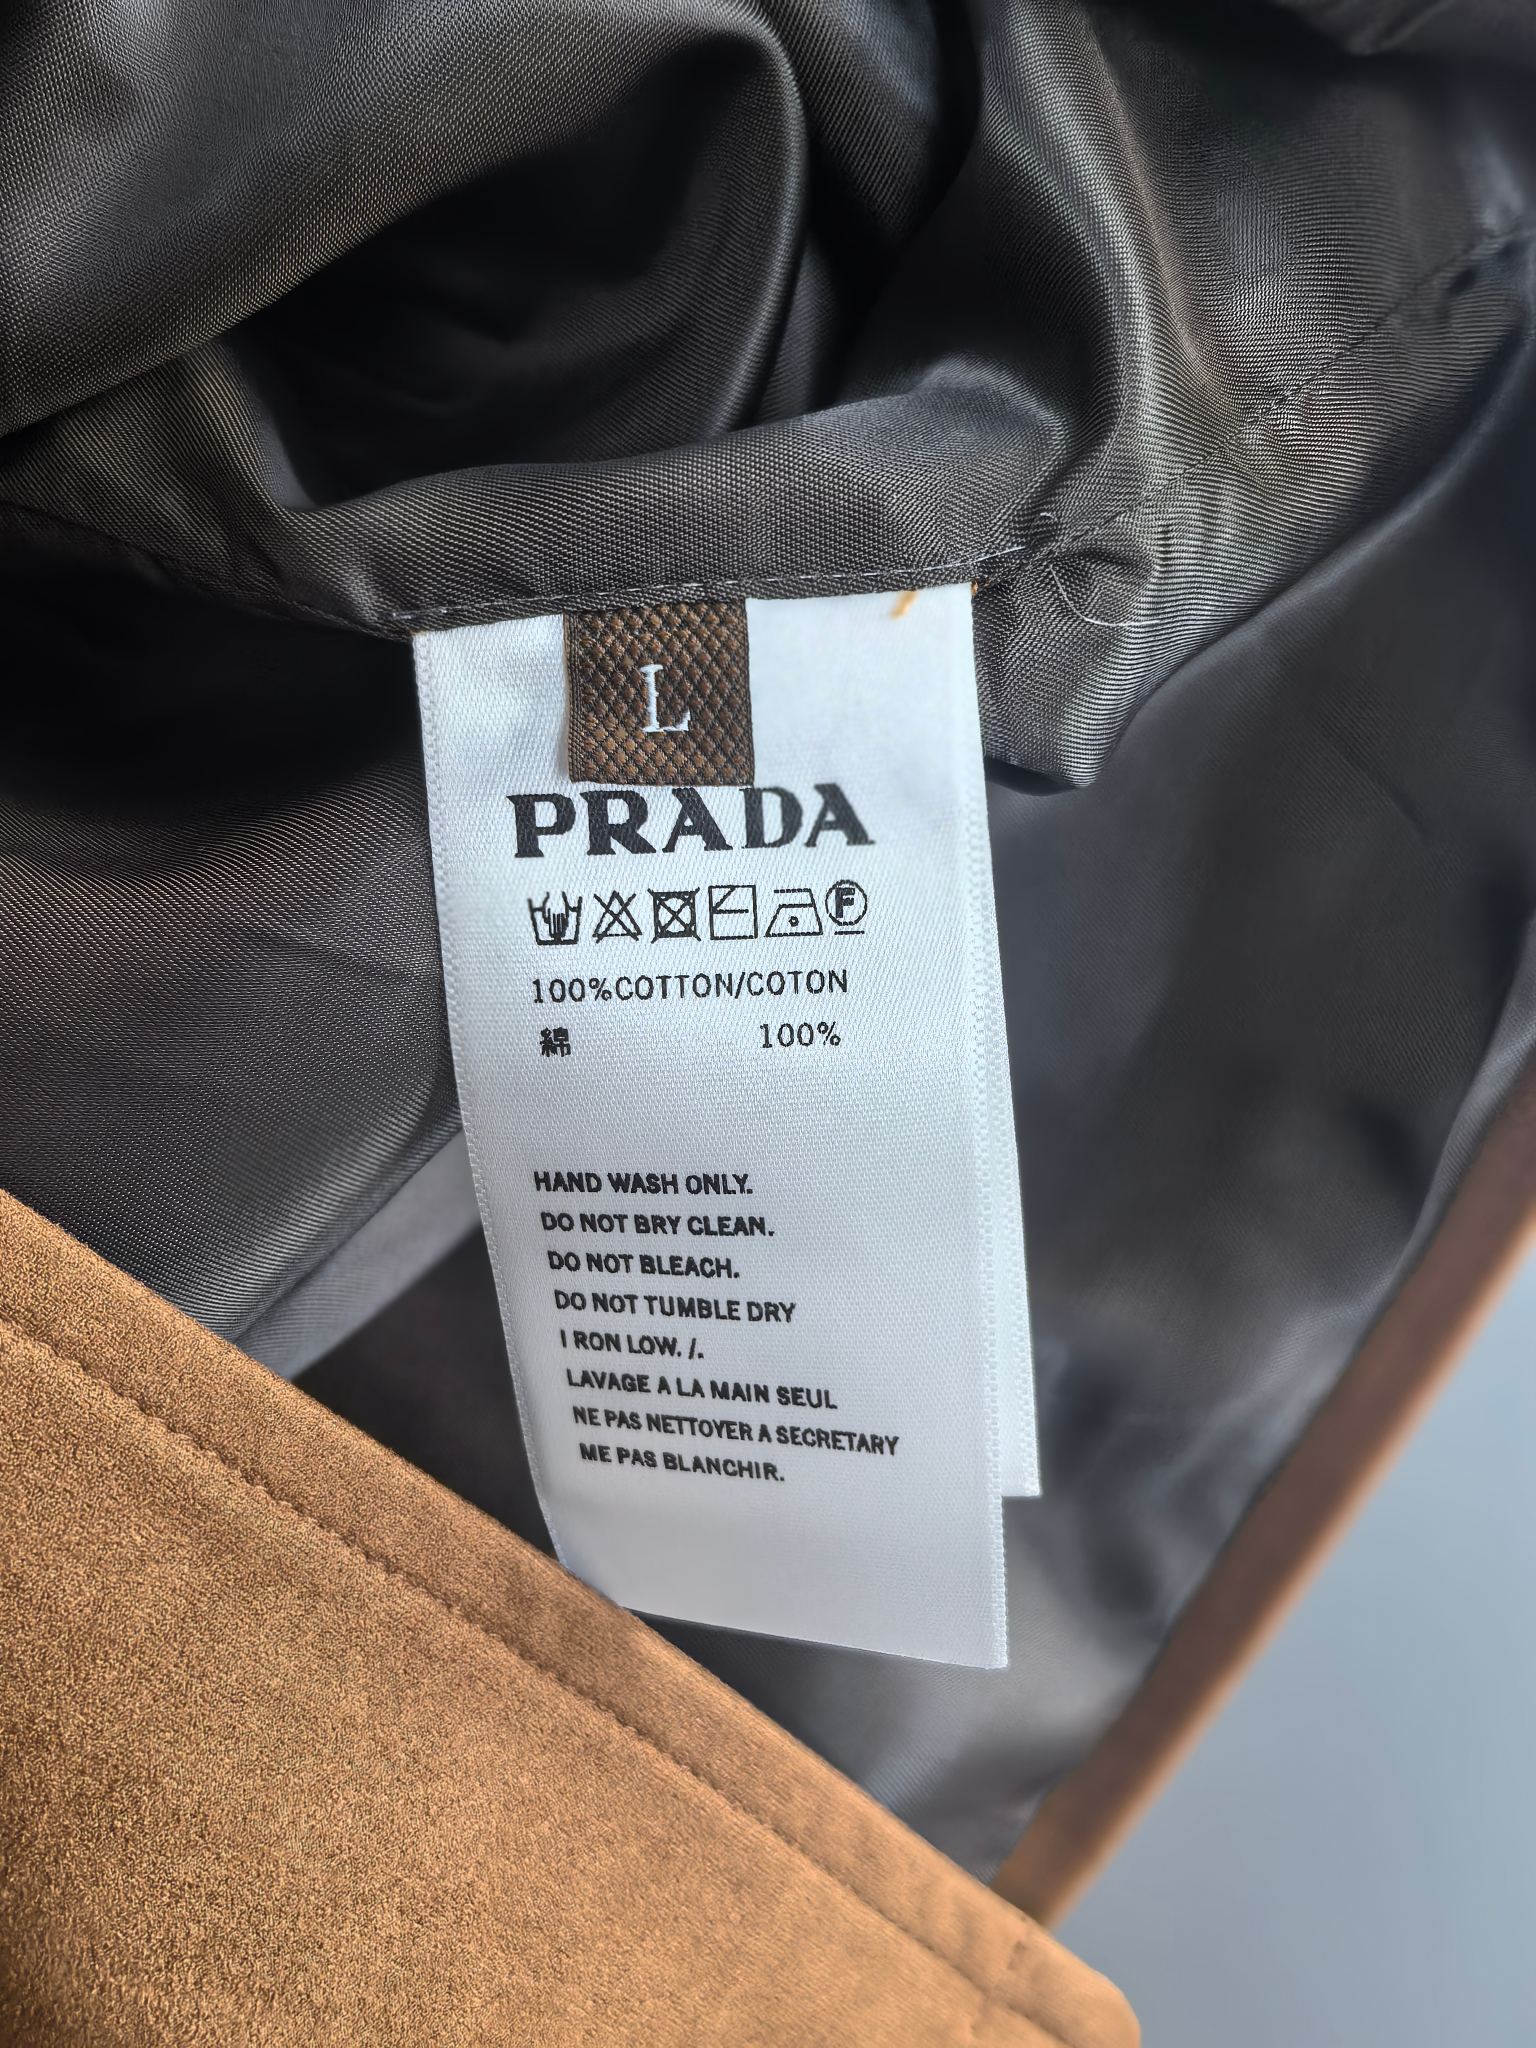 L
PRADA
F
100%COTTON/COTON
綿 100%
HAND WASH ONLY.
DO NOT BRY CLEAN.
DO NOT BLEACH.
DO NOT TUMBLE DRY
I RON LOW. /.
LAVAGE A LA MAIN SEUL
NE PAS NETTOYER A SECRETARY
ME PAS BLANCHIR.